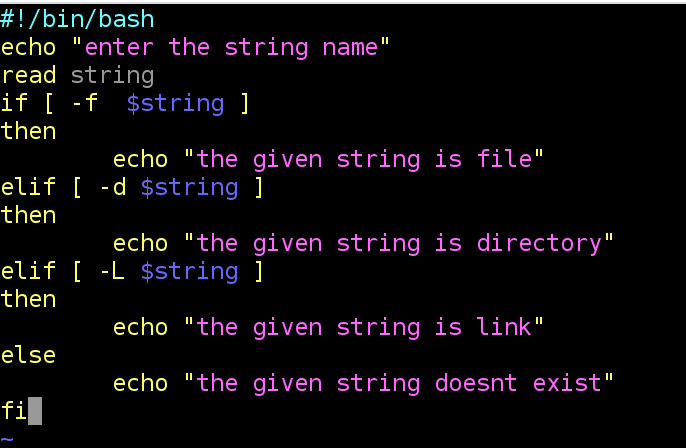 #!/bin/bash
echo "enter the string name"
read string
if [ -f  $string ]
then
        echo "the given string is file"
elif [ -d $string ]
then
        echo "the given string is directory"
elif [ -L $string ]
then
        echo "the given string is link"
else
        echo "the given string doesnt exist"
fi
~